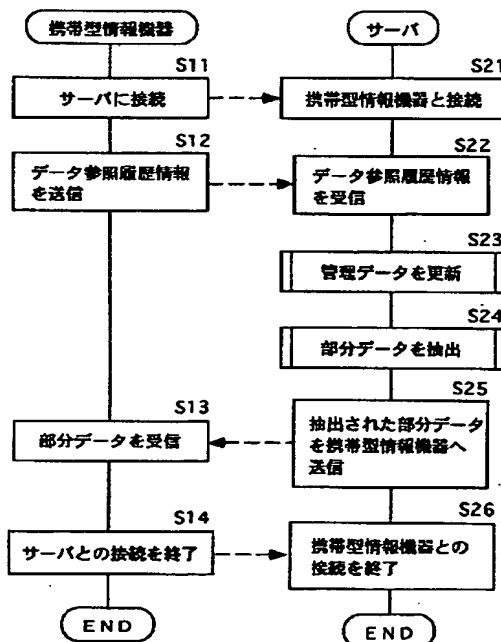 携帯型情報機器
サーバ
S11
サーバに接続
S21
携帯型情報機器と接続
S12
データ参照履歴情報
を送信
S22
データ参照履歴情報
を受信
S23
管理データを更新
S24
部分データを抽出
S13
部分データを受信
S25
抽出された部分データ
を携帯型情報機器へ
送信
S14
サーバとの接続を終了
S26
携帯型情報機器との
接続を終了
END
END